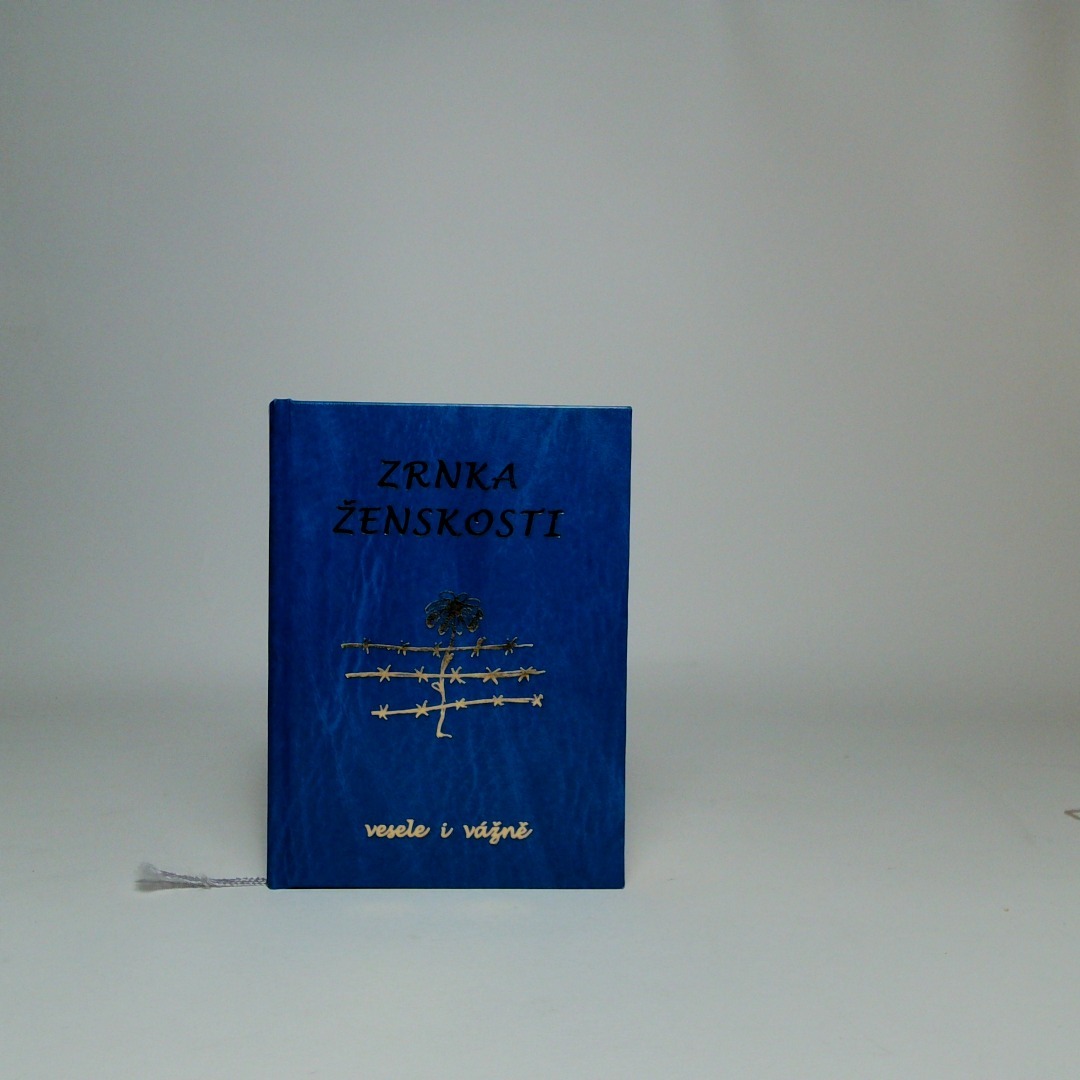 ZRNKA
ŽENSKOSTI
vesele i vážně